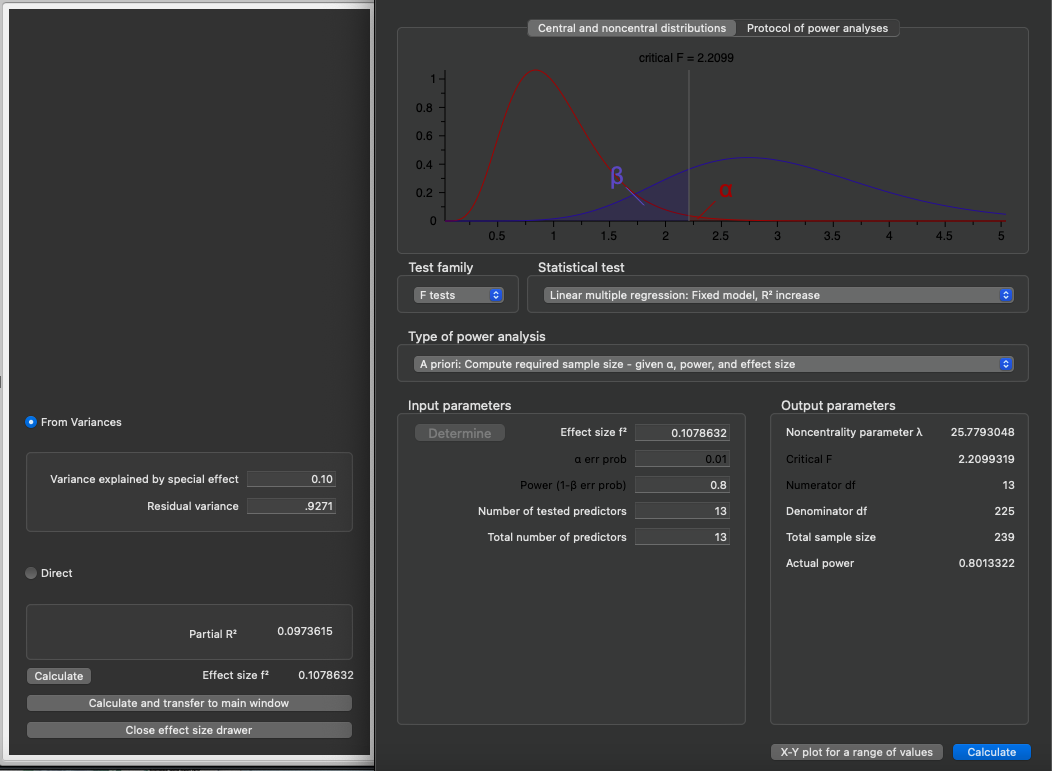 From Variances
Variance explained by special effect 0.10
Residual variance .9271
Direct
Partial R² 0.0973615
Calculate Effect size f² 0.1078632
Calculate and transfer to main window
Close effect size drawer
Central and noncentral distributions Protocol of power analyses
critical F = 2.2099
1
0.8
0.6
0.4
0.2
0
β
α
0.5 1 1.5 2 2.5 3 3.5 4 4.5 5
Test family Statistical test
F tests Linear multiple regression: Fixed model, R² increase
Type of power analysis
A priori: Compute required sample size - given α, power, and effect size
Input parameters
Determine Effect size f² 0.1078632
α err prob 0.01
Power (1-β err prob) 0.8
Number of tested predictors 13
Total number of predictors 13
Output parameters
Noncentrality parameter λ 25.7793048
Critical F 2.2099319
Numerator df 13
Denominator df 225
Total sample size 239
Actual power 0.8013322
X-Y plot for a range of values Calculate